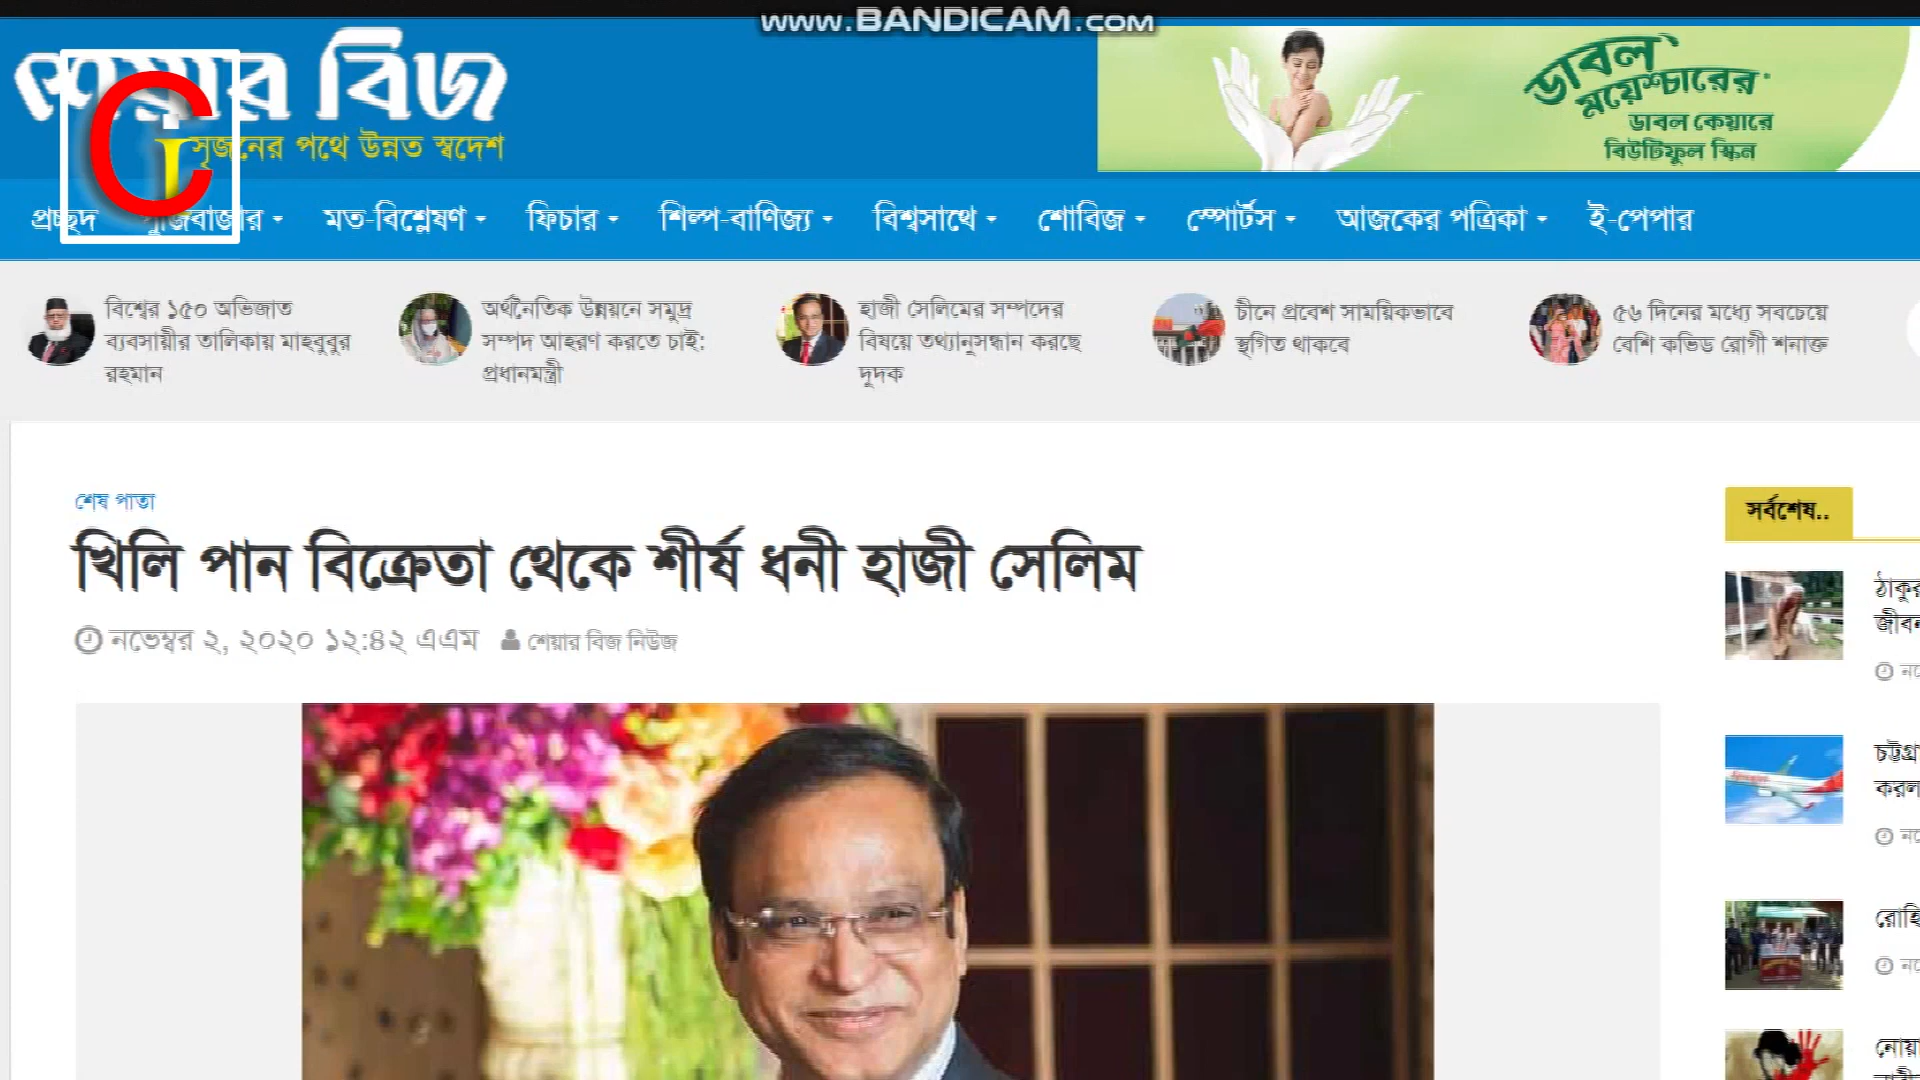 www.BANDICAM.com
শেয়ার বিজ
সৃজনের পথে উন্নত স্বদেশ
ডাবল
ময়েশ্চারের
ডাবল কেয়ারে
বিউটিফুল স্কিন
প্রচ্ছদ পুঁজিবাজার মত-বিশ্লেষণ ফিচার শিল্প-বাণিজ্য বিশ্বসাথে শোবিজ স্পোর্টস আজকের পত্রিকা ই-পেপার
বিশ্বের ১৫০ অভিজাত
ব্যবসায়ীর তালিকায় মাহবুবুর
রহমান
অর্থনৈতিক উন্নয়নে সমুদ্র
সম্পদ আহরণ করতে চাই:
প্রধানমন্ত্রী
হাজী সেলিমের সম্পদের
বিষয়ে তথ্যানুসন্ধান করছে
দুদক
চীনে প্রবেশ সাময়িকভাবে
স্থগিত থাকবে
৫৬ দিনের মধ্যে সবচেয়ে
বেশি কভিড রোগী শনাক্ত
শেষ পাতা
খিলি পান বিক্রেতা থেকে শীর্ষ ধনী হাজী সেলিম
নভেম্বর ২, ২০২০ ১২:৪২ এএম শেয়ার বিজ নিউজ
সর্বশেষ..